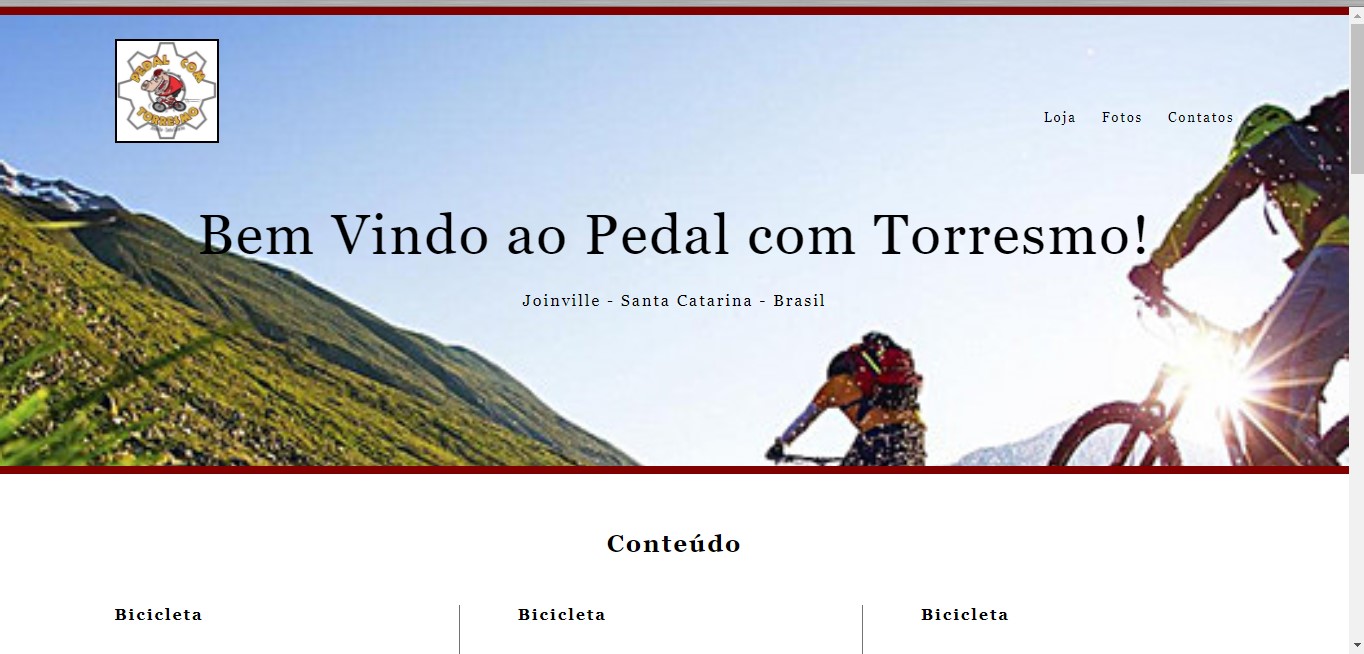 PEDAL COM
TORRESMO
Loja Fotos Contatos
Bem Vindo ao Pedal com Torresmo!
Joinville - Santa Catarina - Brasil
Conteúdo
Bicicleta Bicicleta Bicicleta